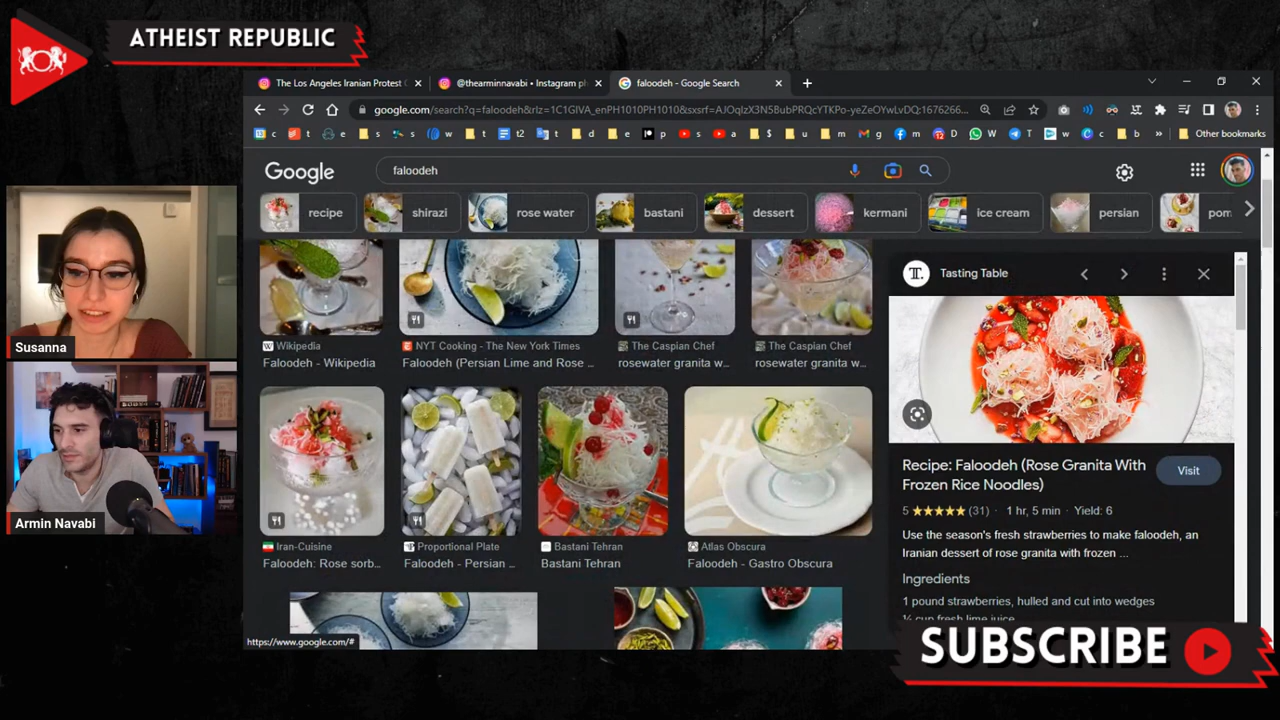 ATHEIST REPUBLIC
The Los Angeles Iranian Protest
@thearminnavabi • Instagram
faloodeh - Google Search
google.com/search?q=faloodeh&rlz=1C1GIVA_enPH1010PH1010&sxsrf=
Other bookmarks
Google
faloodeh
recipe
shirazi
rose water
bastani
dessert
kermani
ice cream
persian
pom
Tasting Table
Susanna
Armin Navabi
Wikipedia
Faloodeh - Wikipedia
NYT Cooking - The New York Times
Faloodeh (Persian Lime and Rose ...
The Caspian Chef
rosewater granita w...
The Caspian Chef
rosewater granita w...
Iran-Cuisine
Faloodeh: Rose sorb...
Proportional Plate
Faloodeh - Persian ...
Bastani Tehran
Bastani Tehran
Atlas Obscura
Faloodeh - Gastro Obscura
Recipe: Faloodeh (Rose Granita With
Frozen Rice Noodles)
Visit
5 ★★★★★ (31) · 1 hr, 5 min · Yield: 6
Use the season's fresh strawberries to make faloodeh, an
Iranian dessert of rose granita with frozen ...
Ingredients
1 pound strawberries, hulled and cut into wedges
https://www.google.com/#
SUBSCRIBE